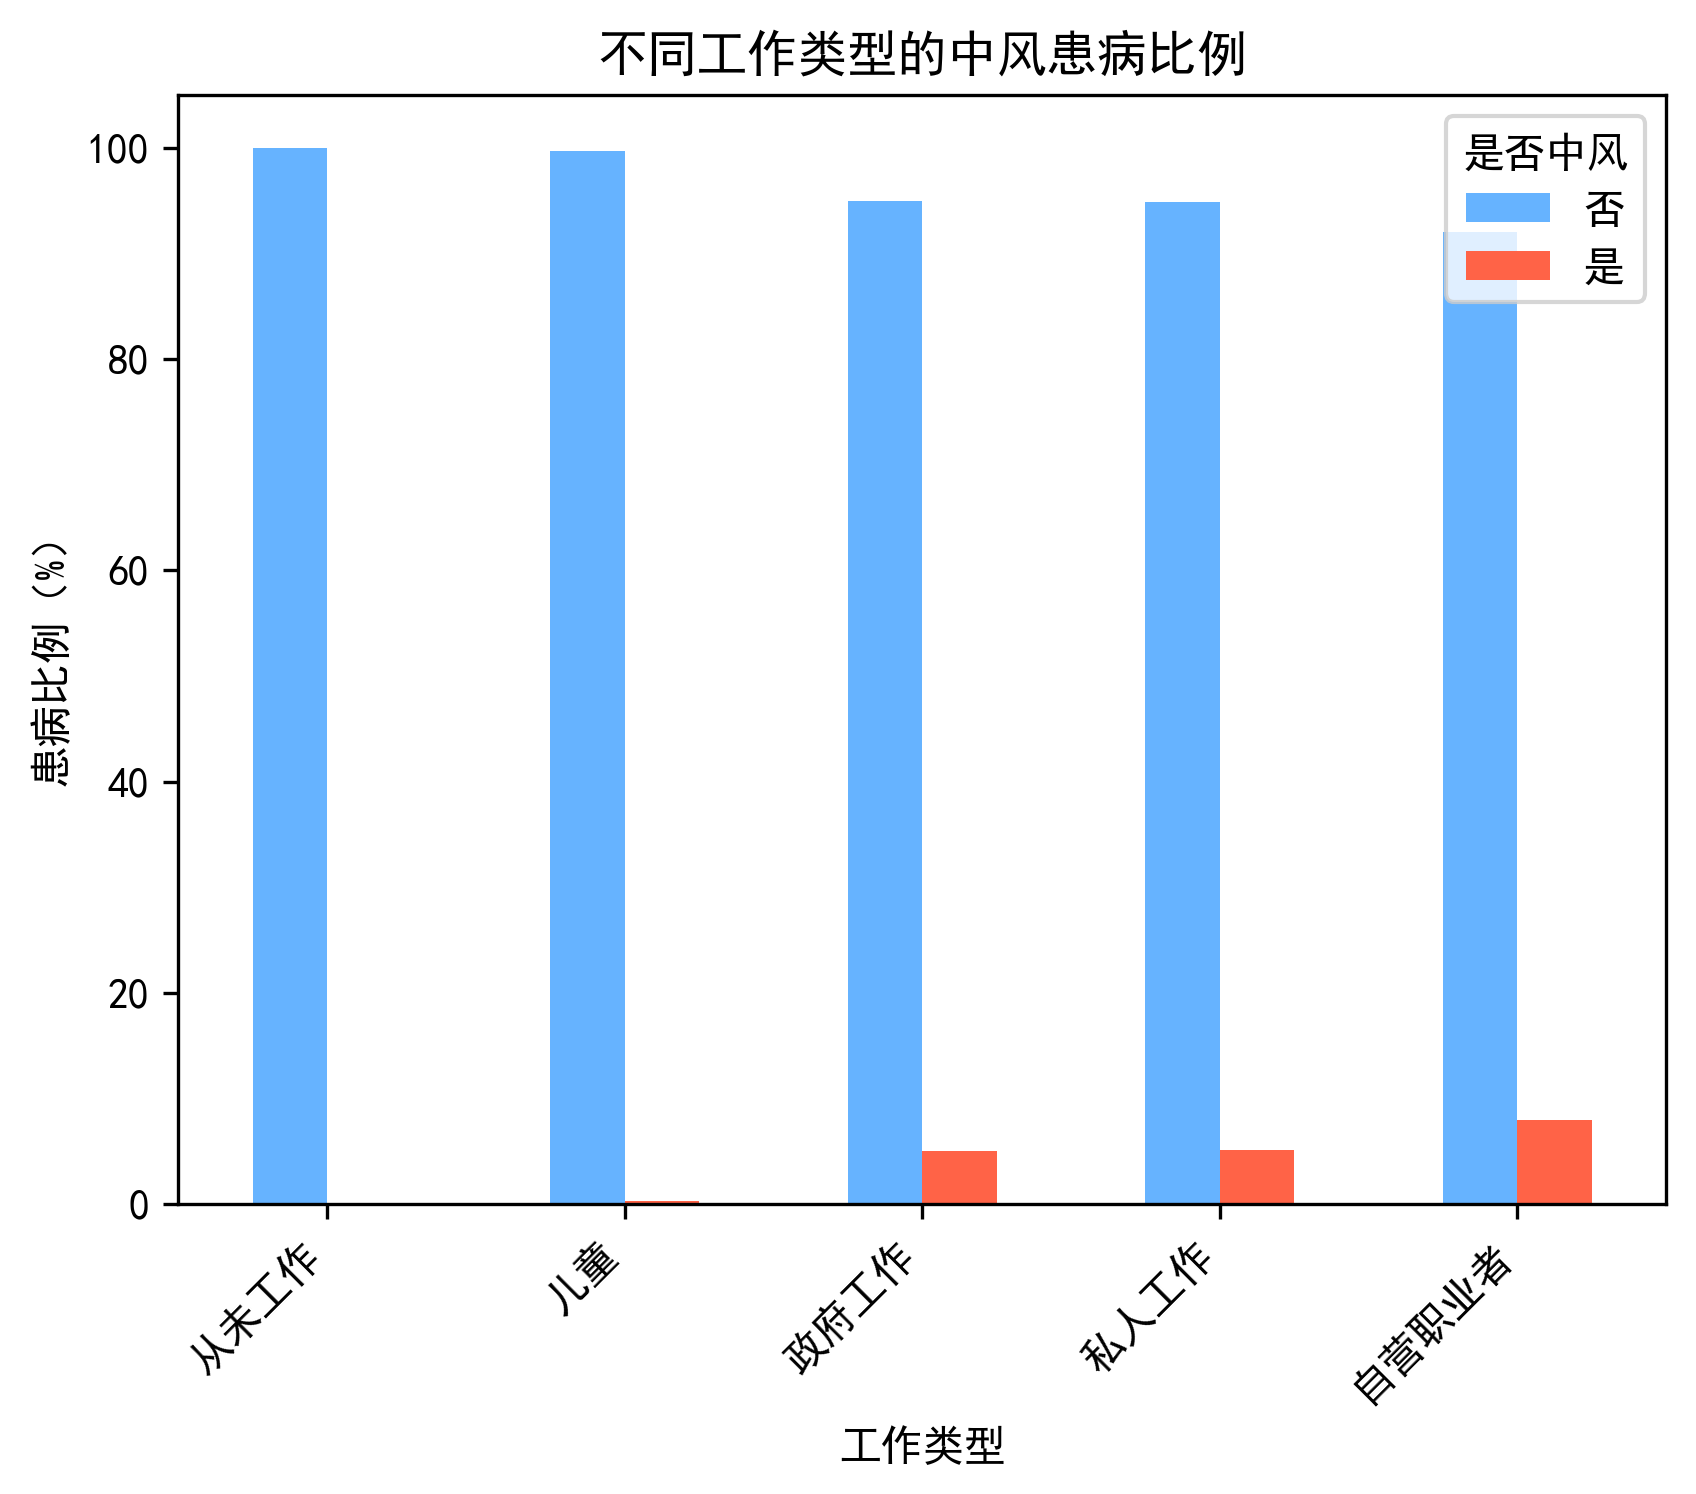 不同工作类型的中风患病比例
患病比例 (%)
100
80
60
40
20
0
是否中风
否
是
从未工作
儿童
政府工作
私人工作
自营职业者
工作类型